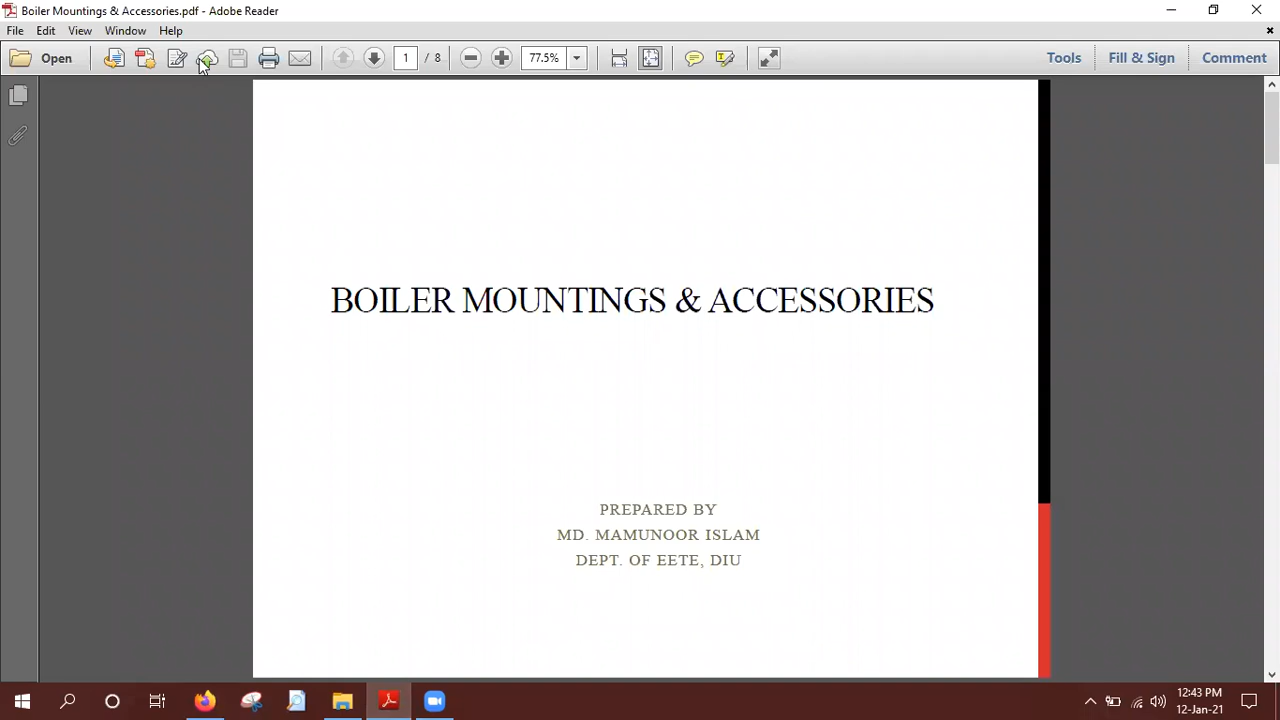 Boiler Mountings & Accessories.pdf - Adobe Reader
File Edit View Window Help
Open 1 / 8 77.5% Tools Fill & Sign Comment
BOILER MOUNTINGS & ACCESSORIES
PREPARED BY
MD. MAMUNOOR ISLAM
DEPT. OF EETE, DIU
12:43 PM
12-Jan-21